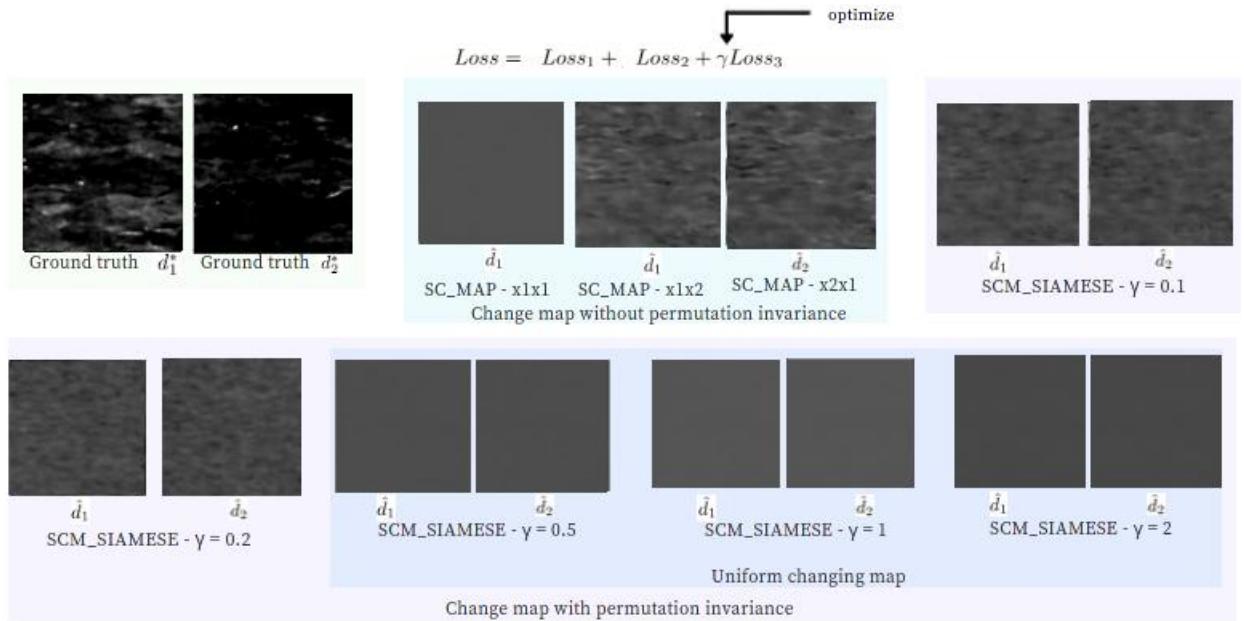 optimize
Loss = Loss₁ + Loss₂ + γLoss₃
Ground truth d₁*
Ground truth d₂*
d̂₁
SC_MAP - x1x1
d̂₁
SC_MAP - x1x2
d̂₂
SC_MAP - x2x1
Change map without permutation invariance
d̂₁
d̂₂
SCM_SIAMESE - γ = 0.1
d̂₁
d̂₂
SCM_SIAMESE - γ = 0.2
d̂₁
d̂₂
SCM_SIAMESE - γ = 0.5
d̂₁
d̂₂
SCM_SIAMESE - γ = 1
d̂₁
d̂₂
SCM_SIAMESE - γ = 2
Uniform changing map
Change map with permutation invariance